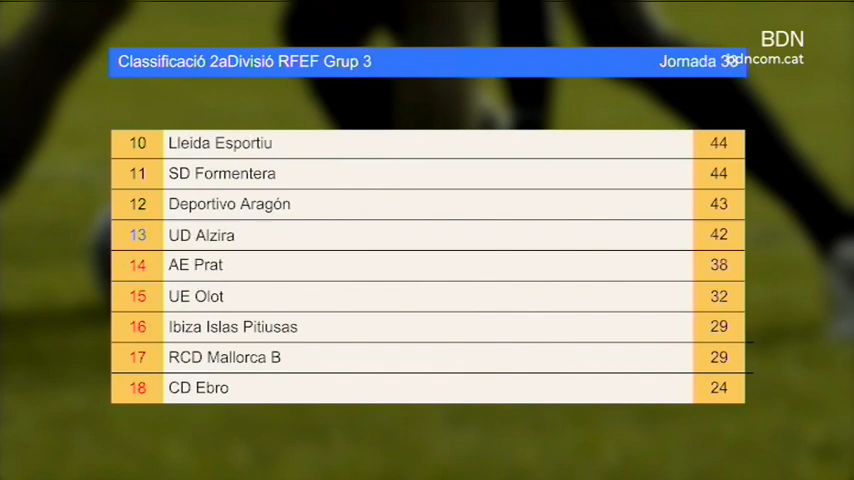 BDN
bdncom.cat
Classificació 2aDivisió RFEF Grup 3 Jornada 33
10 Lleida Esportiu 44
11 SD Formentera 44
12 Deportivo Aragón 43
13 UD Alzira 42
14 AE Prat 38
15 UE Olot 32
16 Ibiza Islas Pitiusas 29
17 RCD Mallorca B 29
18 CD Ebro 24